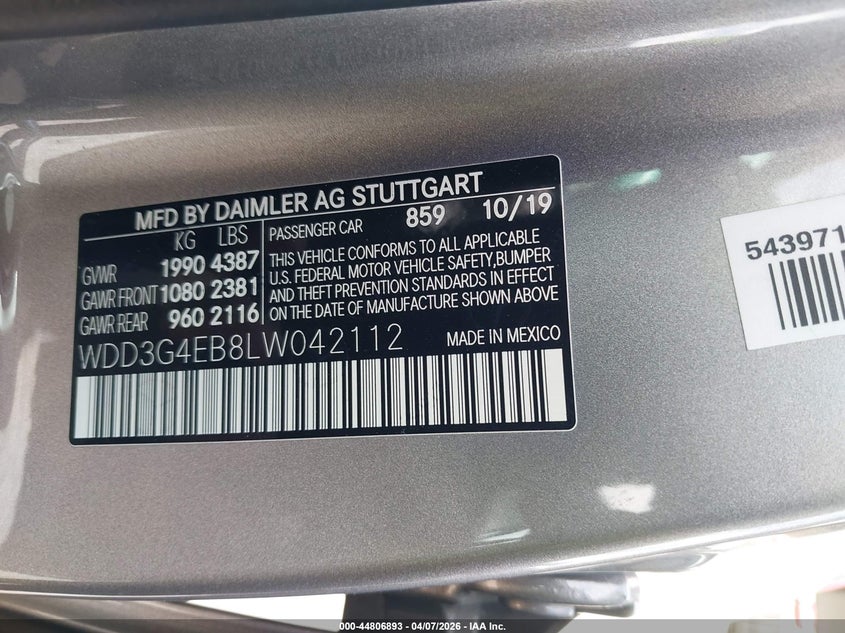 MFD BY DAIMLER AG STUTTGART
KG LBS
GVWR 1990 4387
GAWR FRONT 1080 2381
GAWR REAR 960 2116
PASSENGER CAR 859 10/19
THIS VEHICLE CONFORMS TO ALL APPLICABLE
U.S. FEDERAL MOTOR VEHICLE SAFETY,BUMPER
AND THEFT PREVENTION STANDARDS IN EFFECT
ON THE DATE OF MANUFACTURE SHOWN ABOVE
WDD3G4EB8LW042112 MADE IN MEXICO
543971
000-44806893 - 04/07/2026 - IAA Inc.